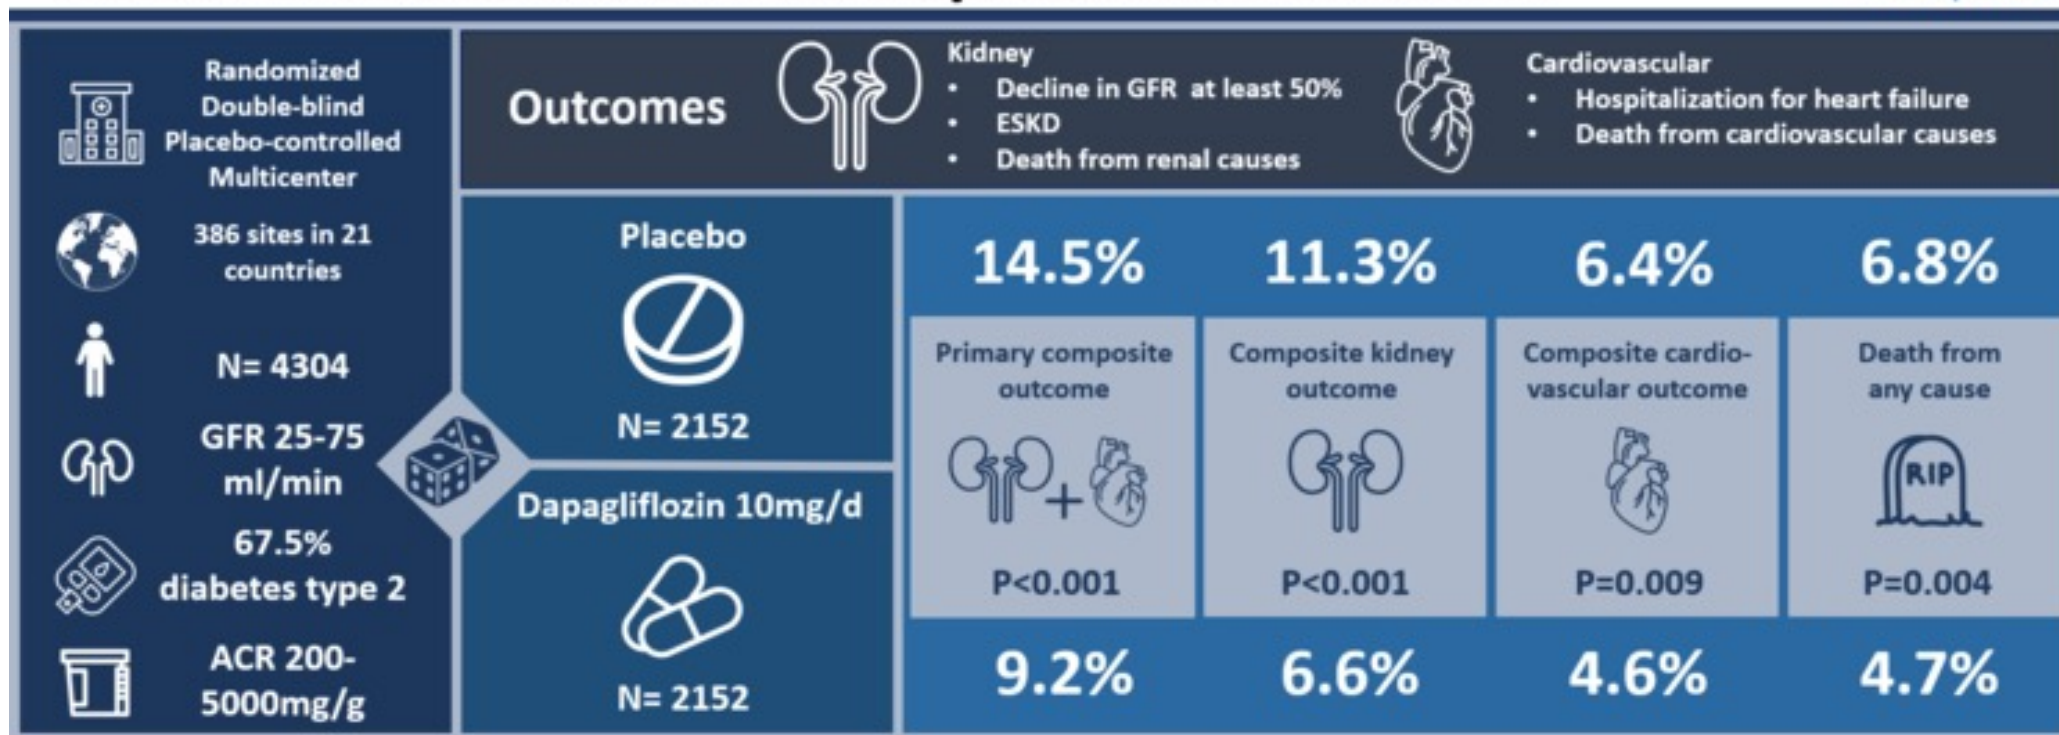 Randomized
Double-blind
Placebo-controlled
Multicenter
386 sites in 21
countries
N= 4304
GFR 25-75
ml/min
67.5%
diabetes type 2
ACR 200-
5000mg/g
Outcomes
Kidney
• Decline in GFR at least 50%
• ESKD
• Death from renal causes
Cardiovascular
• Hospitalization for heart failure
• Death from cardiovascular causes
Placebo
N= 2152
Dapagliflozin 10mg/d
N= 2152
14.5%
Primary composite
outcome
+
P<0.001
9.2%
11.3%
Composite kidney
outcome
P<0.001
6.6%
6.4%
Composite cardio-
vascular outcome
P=0.009
4.6%
6.8%
Death from
any cause
RIP
P=0.004
4.7%